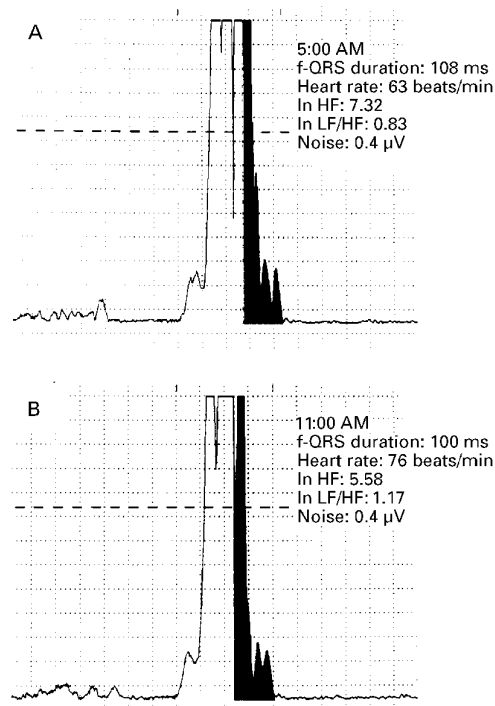 A
5:00 AM
f-QRS duration: 108 ms
Heart rate: 63 beats/min
ln HF: 7.32
ln LF/HF: 0.83
Noise: 0.4 µV
B
11:00 AM
f-QRS duration: 100 ms
Heart rate: 76 beats/min
ln HF: 5.58
ln LF/HF: 1.17
Noise: 0.4 µV